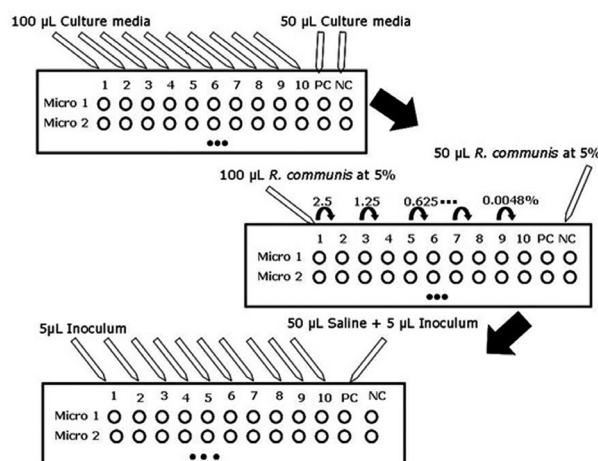 100 µL Culture media 50 µL Culture media
1 2 3 4 5 6 7 8 9 10 PC NC
Micro 1
Micro 2
•••
50 µL R. communis at 5%
100 µL R. communis at 5%
2.5 1.25 0.625 ••• 0.0048%
1 2 3 4 5 6 7 8 9 10 PC NC
Micro 1
Micro 2
•••
5µL Inoculum 50 µL Saline + 5 µL Inoculum
1 2 3 4 5 6 7 8 9 10 PC NC
Micro 1
Micro 2
•••